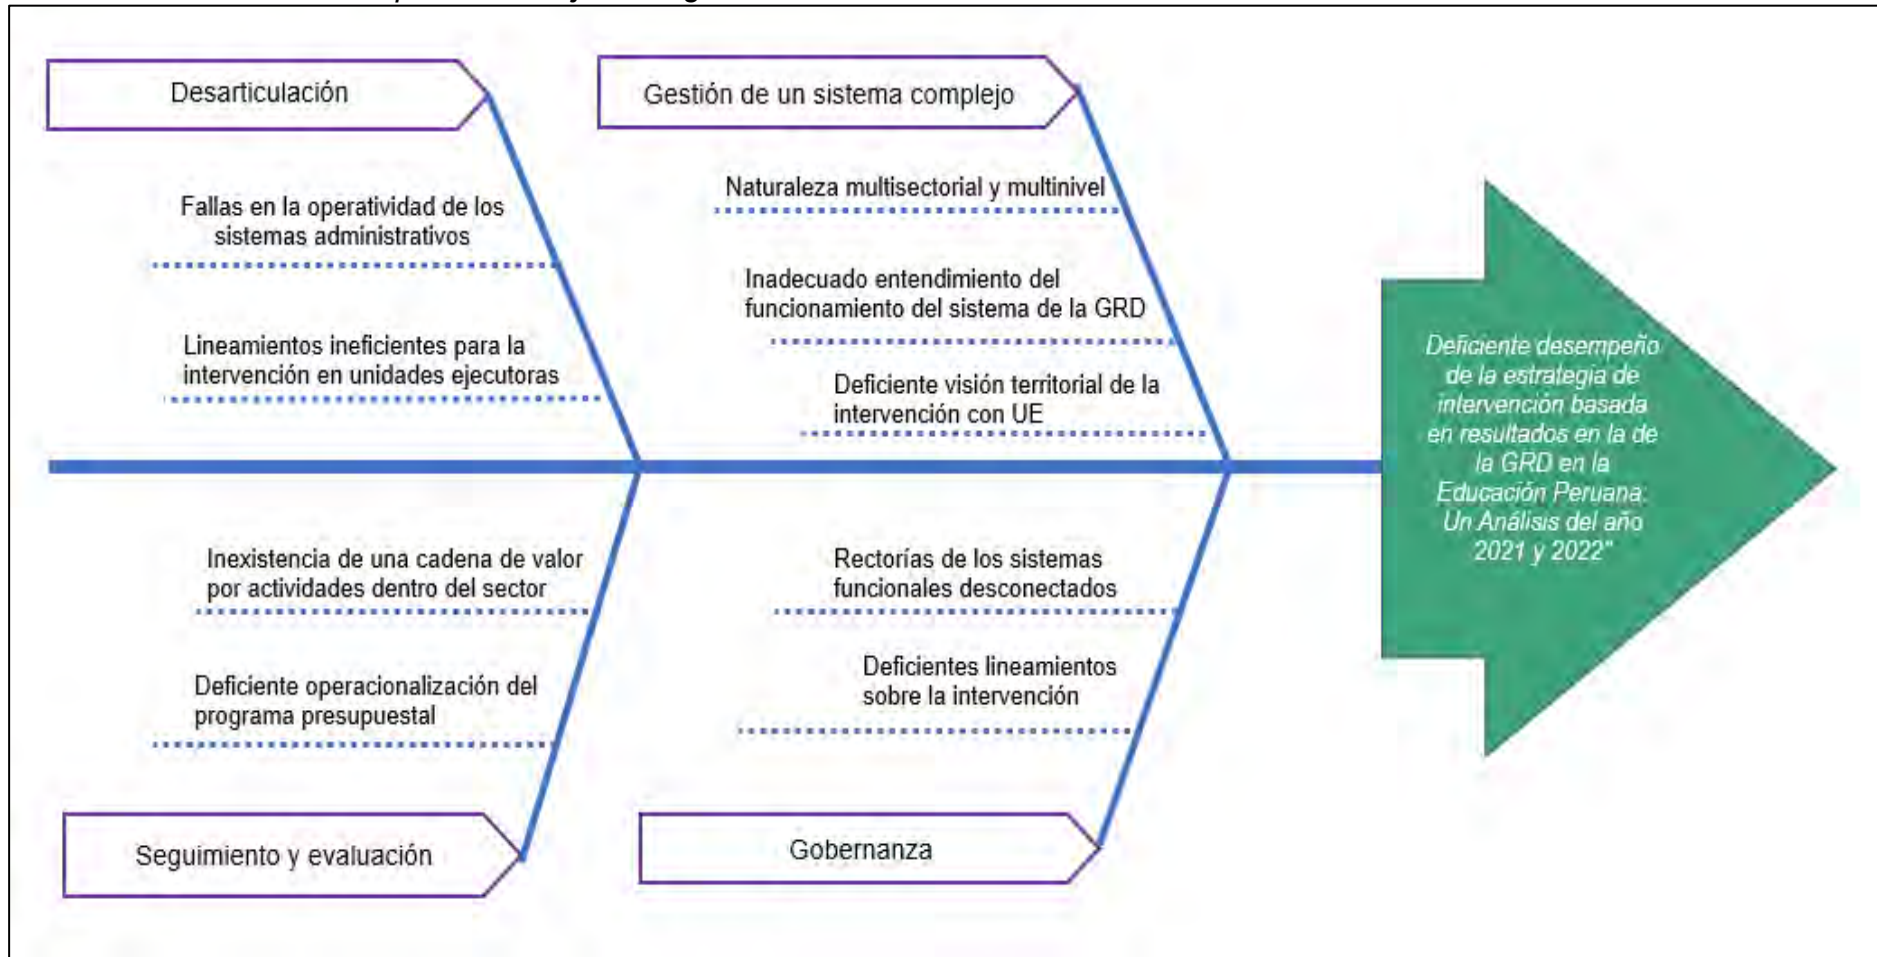 Desarticulación
Gestión de un sistema complejo
Fallas en la operatividad de los
sistemas administrativos
Lineamientos ineficientes para la
intervención en unidades ejecutoras
Naturaleza multisectorial y multinivel
Inadecuado entendimiento del
funcionamiento del sistema de la GRD
Deficiente visión territorial de la
intervención con UE
Deficiente desempeño
de la estrategia de
intervención basada
en resultados en la de
la GRD en la
Educación Peruana:
Un Análisis del año
2021 y 2022"
Inexistencia de una cadena de valor
por actividades dentro del sector
Deficiente operacionalización del
programa presupuestal
Rectorías de los sistemas
funcionales desconectados
Deficientes lineamientos
sobre la intervención
Seguimiento y evaluación
Gobernanza